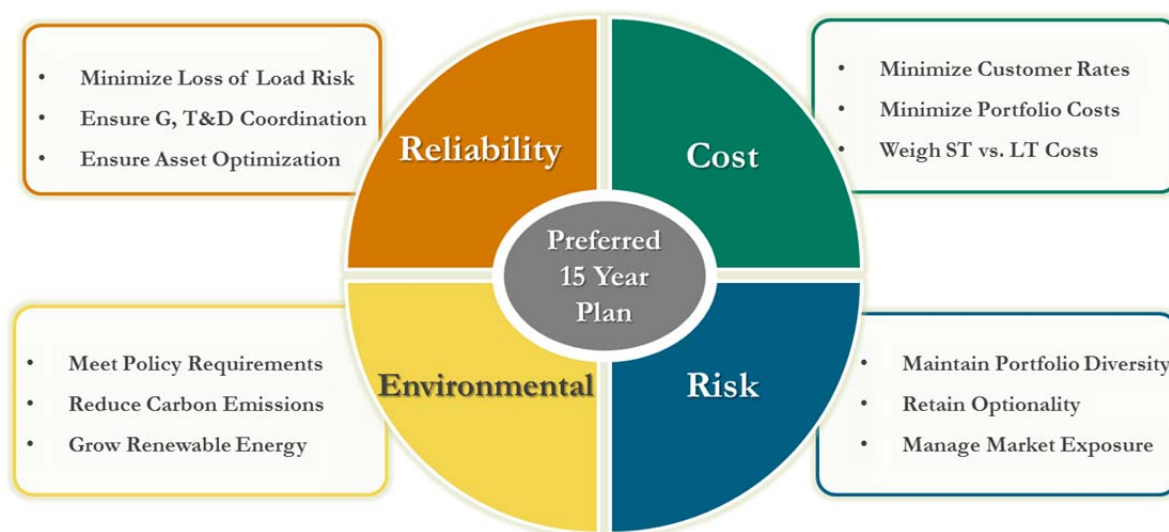 • Minimize Loss of Load Risk
• Ensure G, T&D Coordination
• Ensure Asset Optimization
Reliability
Cost
• Minimize Customer Rates
• Minimize Portfolio Costs
• Weigh ST vs. LT Costs
Preferred
15 Year
Plan
• Meet Policy Requirements
• Reduce Carbon Emissions
• Grow Renewable Energy
Environmental
Risk
• Maintain Portfolio Diversity
• Retain Optionality
• Manage Market Exposure